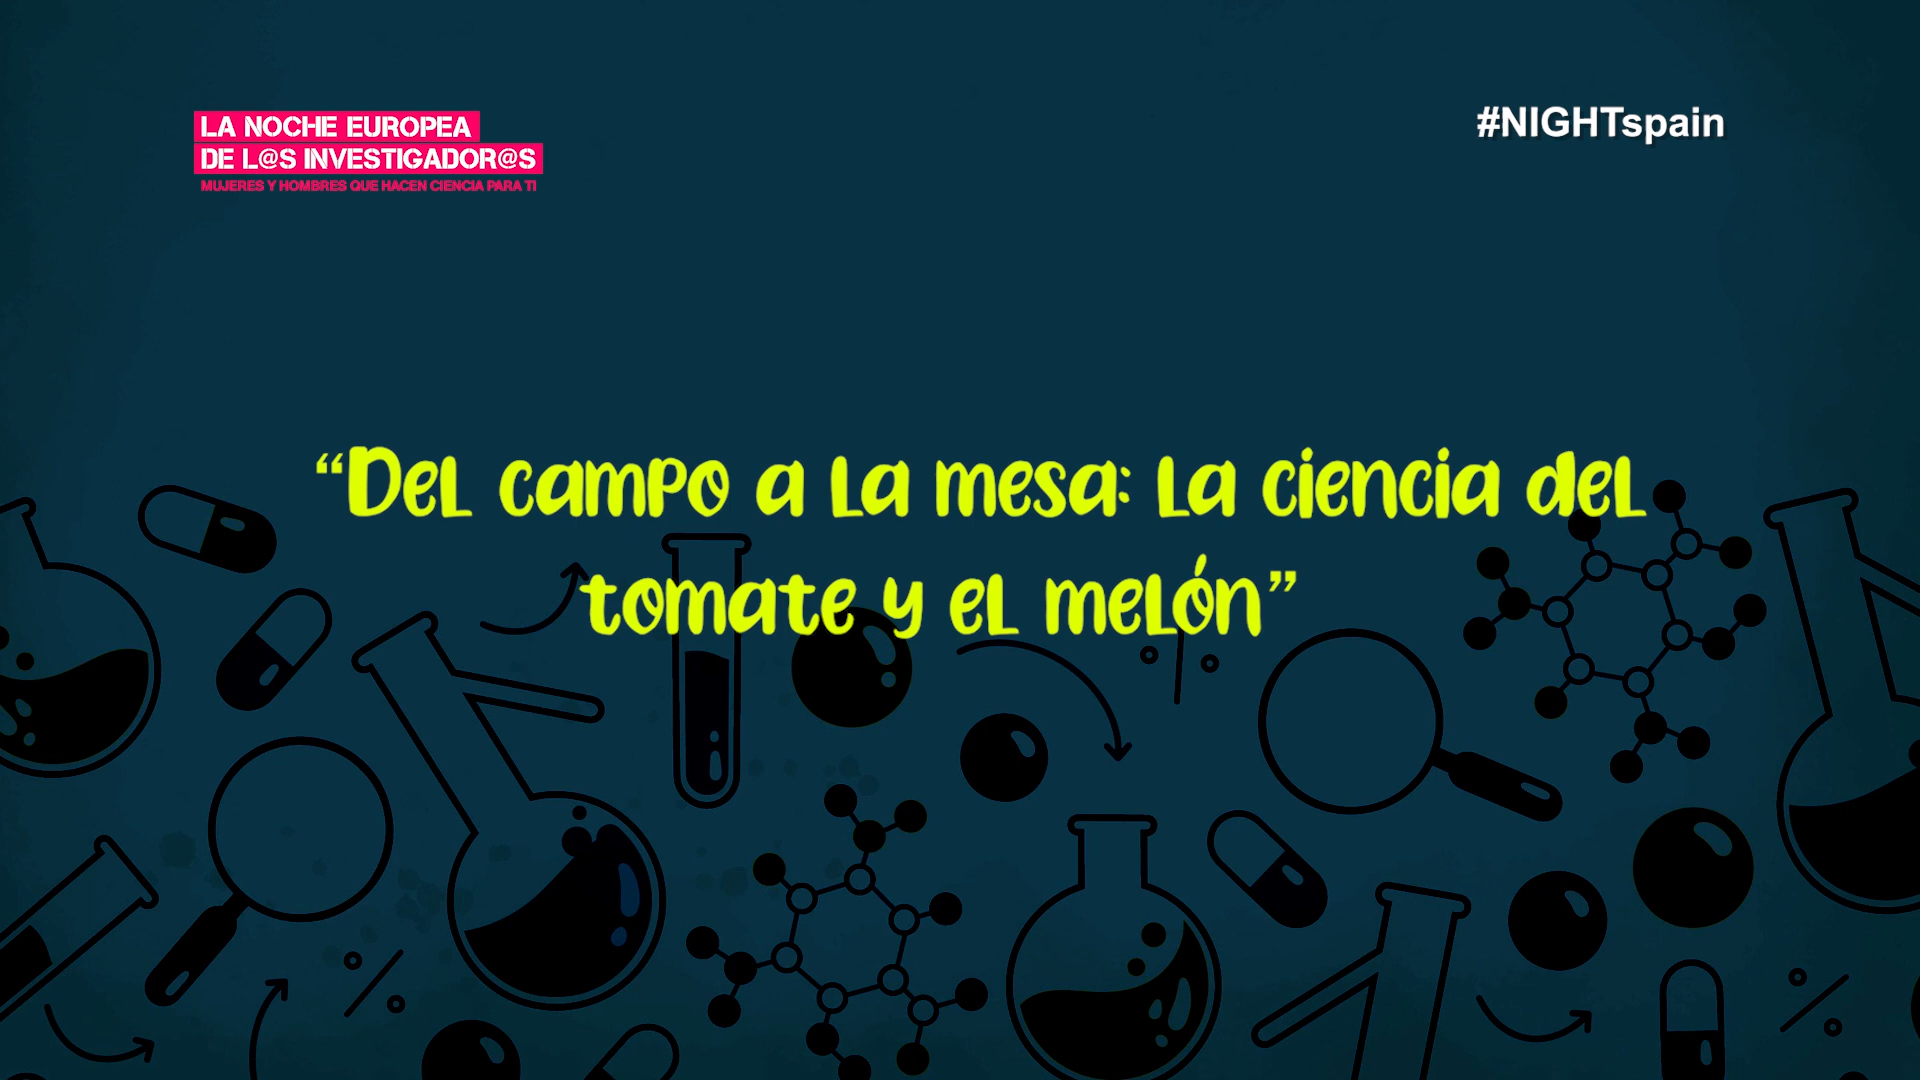 LA NOCHE EUROPEA
DE L@S INVESTIGADOR@S
MUJERES Y HOMBRES QUE HACEN CIENCIA PARA TI
#NIGHTspain
“Del campo a la mesa: la ciencia del
tomate y el melón”